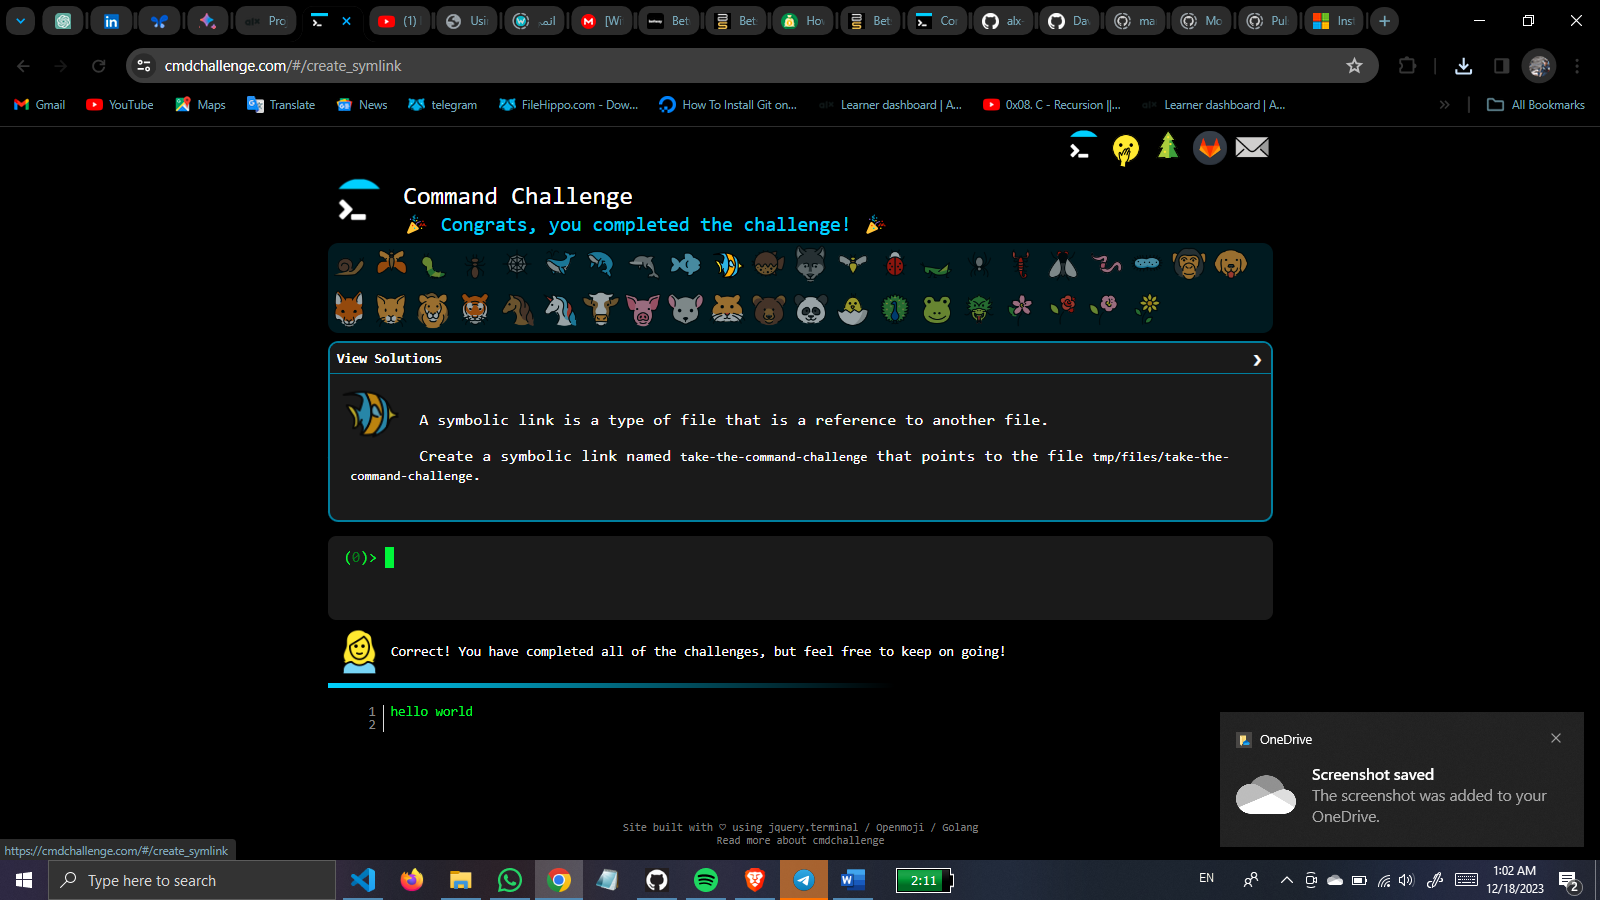 Pro
(1)
Usin
انمي
[Wi
Bet
Bet
How
Bet
Cor
alx-
Dav
ma
Mo
Pul
Inst
cmdchallenge.com/#/create_symlink
Gmail
YouTube
Maps
Translate
News
telegram
FileHippo.com - Dow...
How To Install Git on...
Learner dashboard | A...
0x08. C - Recursion ||...
Learner dashboard | A...
All Bookmarks
Command Challenge
Congrats, you completed the challenge!
View Solutions
A symbolic link is a type of file that is a reference to another file.
Create a symbolic link named take-the-command-challenge that points to the file tmp/files/take-the-
command-challenge.
(0)>
Correct! You have completed all of the challenges, but feel free to keep on going!
1 hello world
2
OneDrive
Screenshot saved
The screenshot was added to your
OneDrive.
Site built with ♡ using jquery.terminal / Openmoji / Golang
Read more about cmdchallenge
https://cmdchallenge.com/#/create_symlink
Type here to search
2:11
EN
1:02 AM
12/18/2023
2